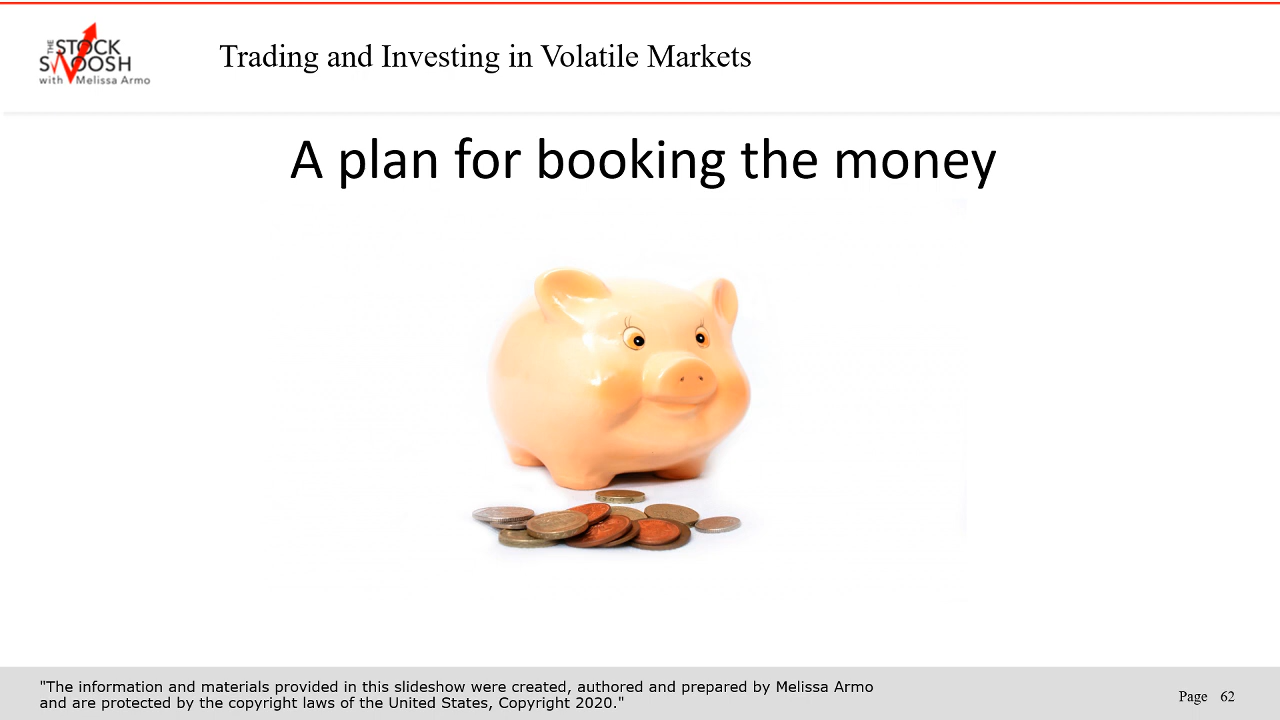 THE
STOCK
SWOOSH
with Melissa Armo
Trading and Investing in Volatile Markets
A plan for booking the money
"The information and materials provided in this slideshow were created, authored and prepared by Melissa Armo
and are protected by the copyright laws of the United States, Copyright 2020."
Page 62